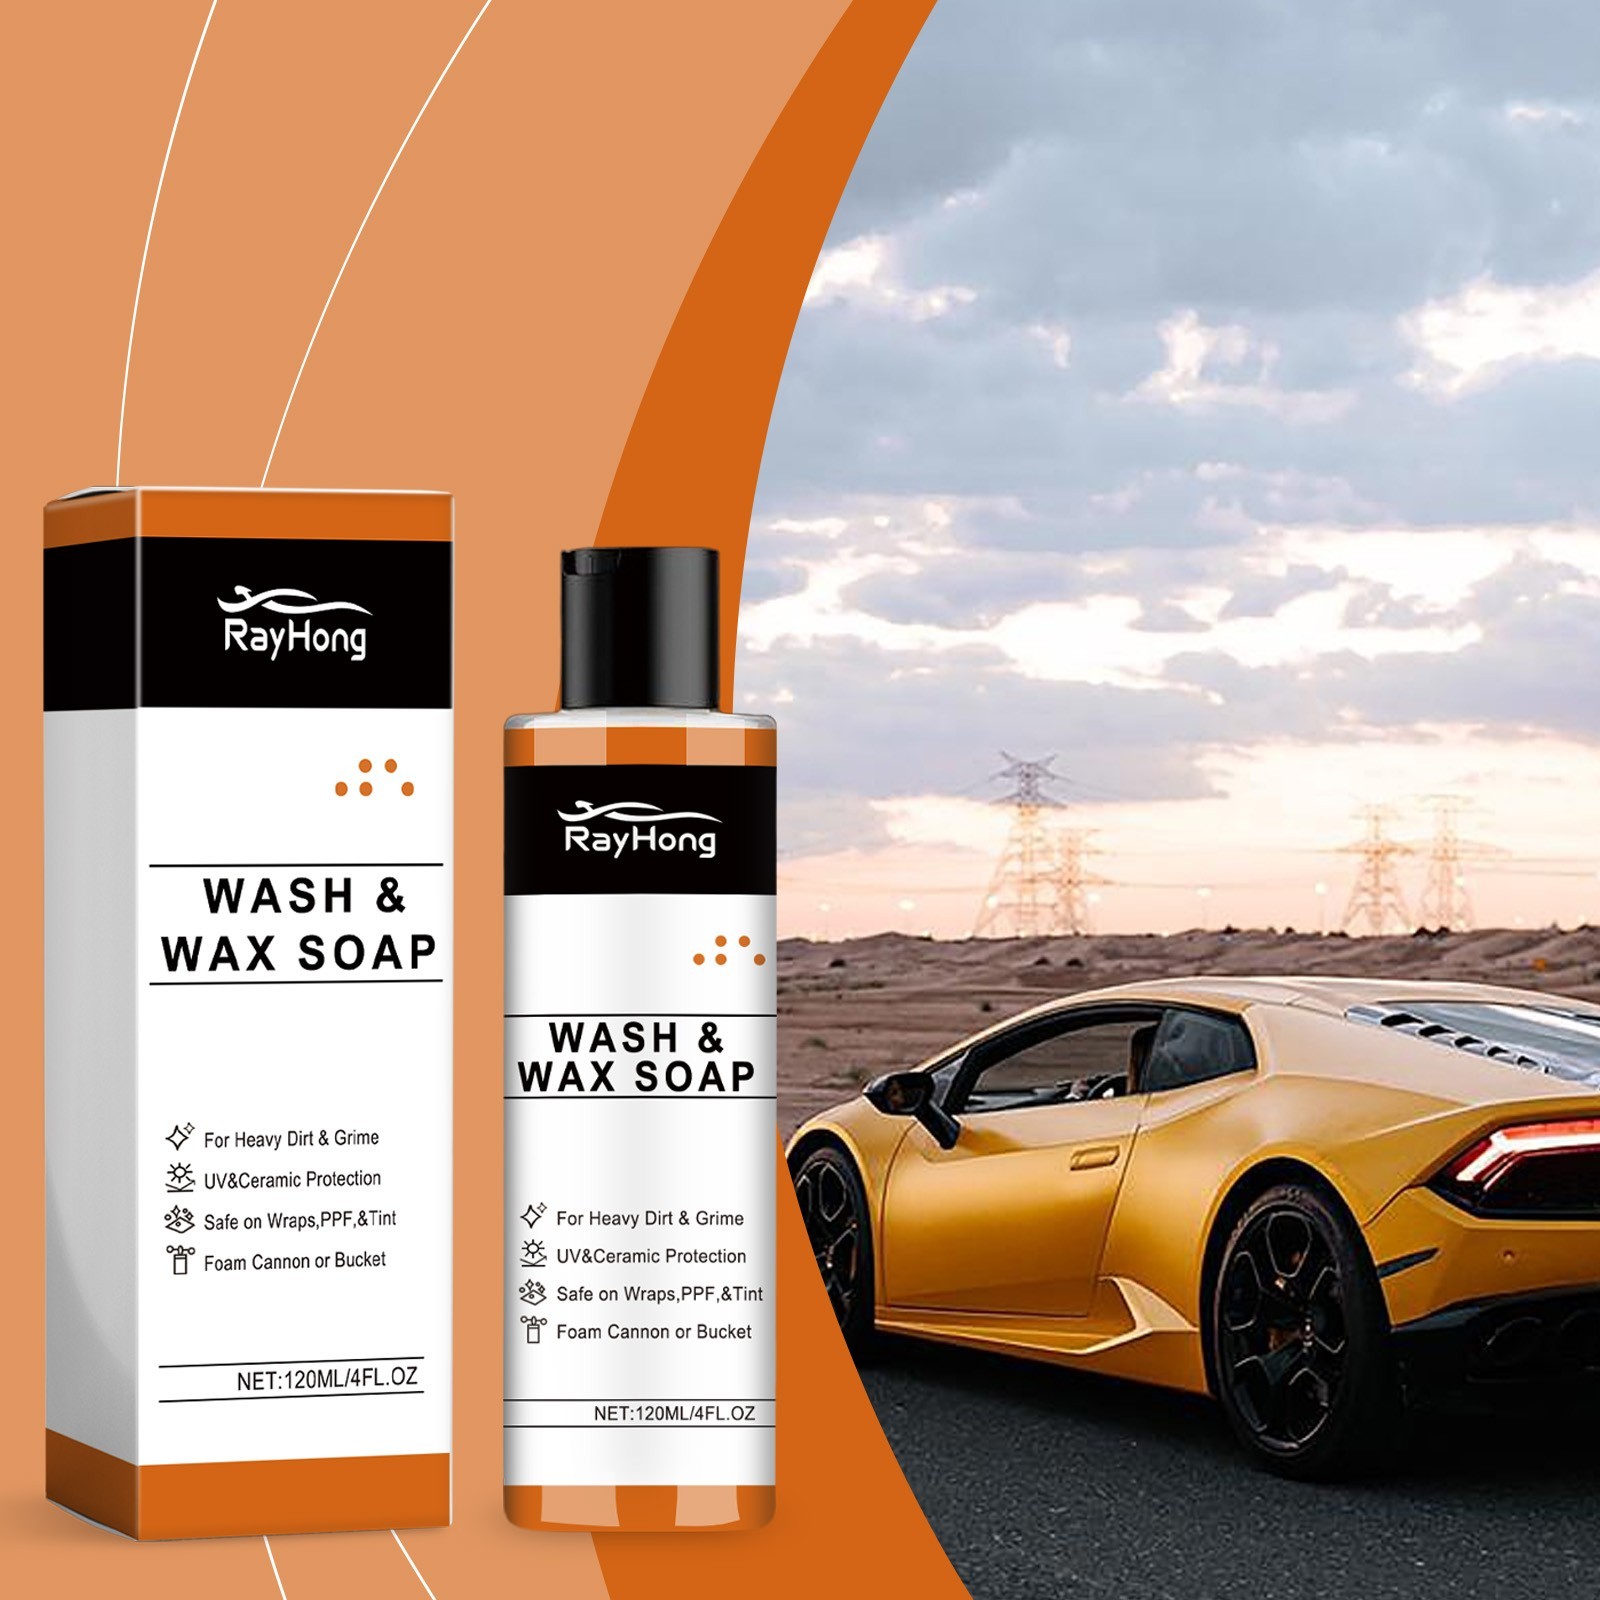 RayHong
WASH &
WAX SOAP
For Heavy Dirt & Grime
UV&Ceramic Protection
Safe on Wraps,PPF,&Tint
Foam Cannon or Bucket
NET:120ML/4FL.OZ
RayHong
WASH &
WAX SOAP
For Heavy Dirt & Grime
UV&Ceramic Protection
Safe on Wraps,PPF,&Tint
Foam Cannon or Bucket
NET:120ML/4FL.OZ